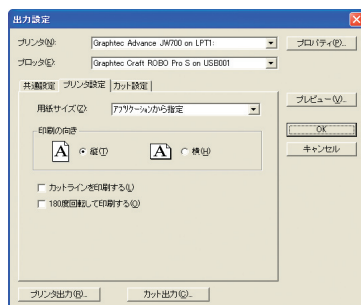 出力設定
プリンタ(N): Graphtec Advance JW700 on LPT1: プロパティ(P)...
プロッタ(E): Graphtec Craft ROBO Pro S on USB001
共通設定 プリンタ設定 カット設定
プレビュー(V)...
用紙サイズ(Z): アプリケーションから指定
OK
印刷の向き
A 縦(T) A 横(H)
キャンセル
カットラインを印刷する(L)
180度回転して印刷する(O)
プリンタ出力(R)... カット出力(C)...